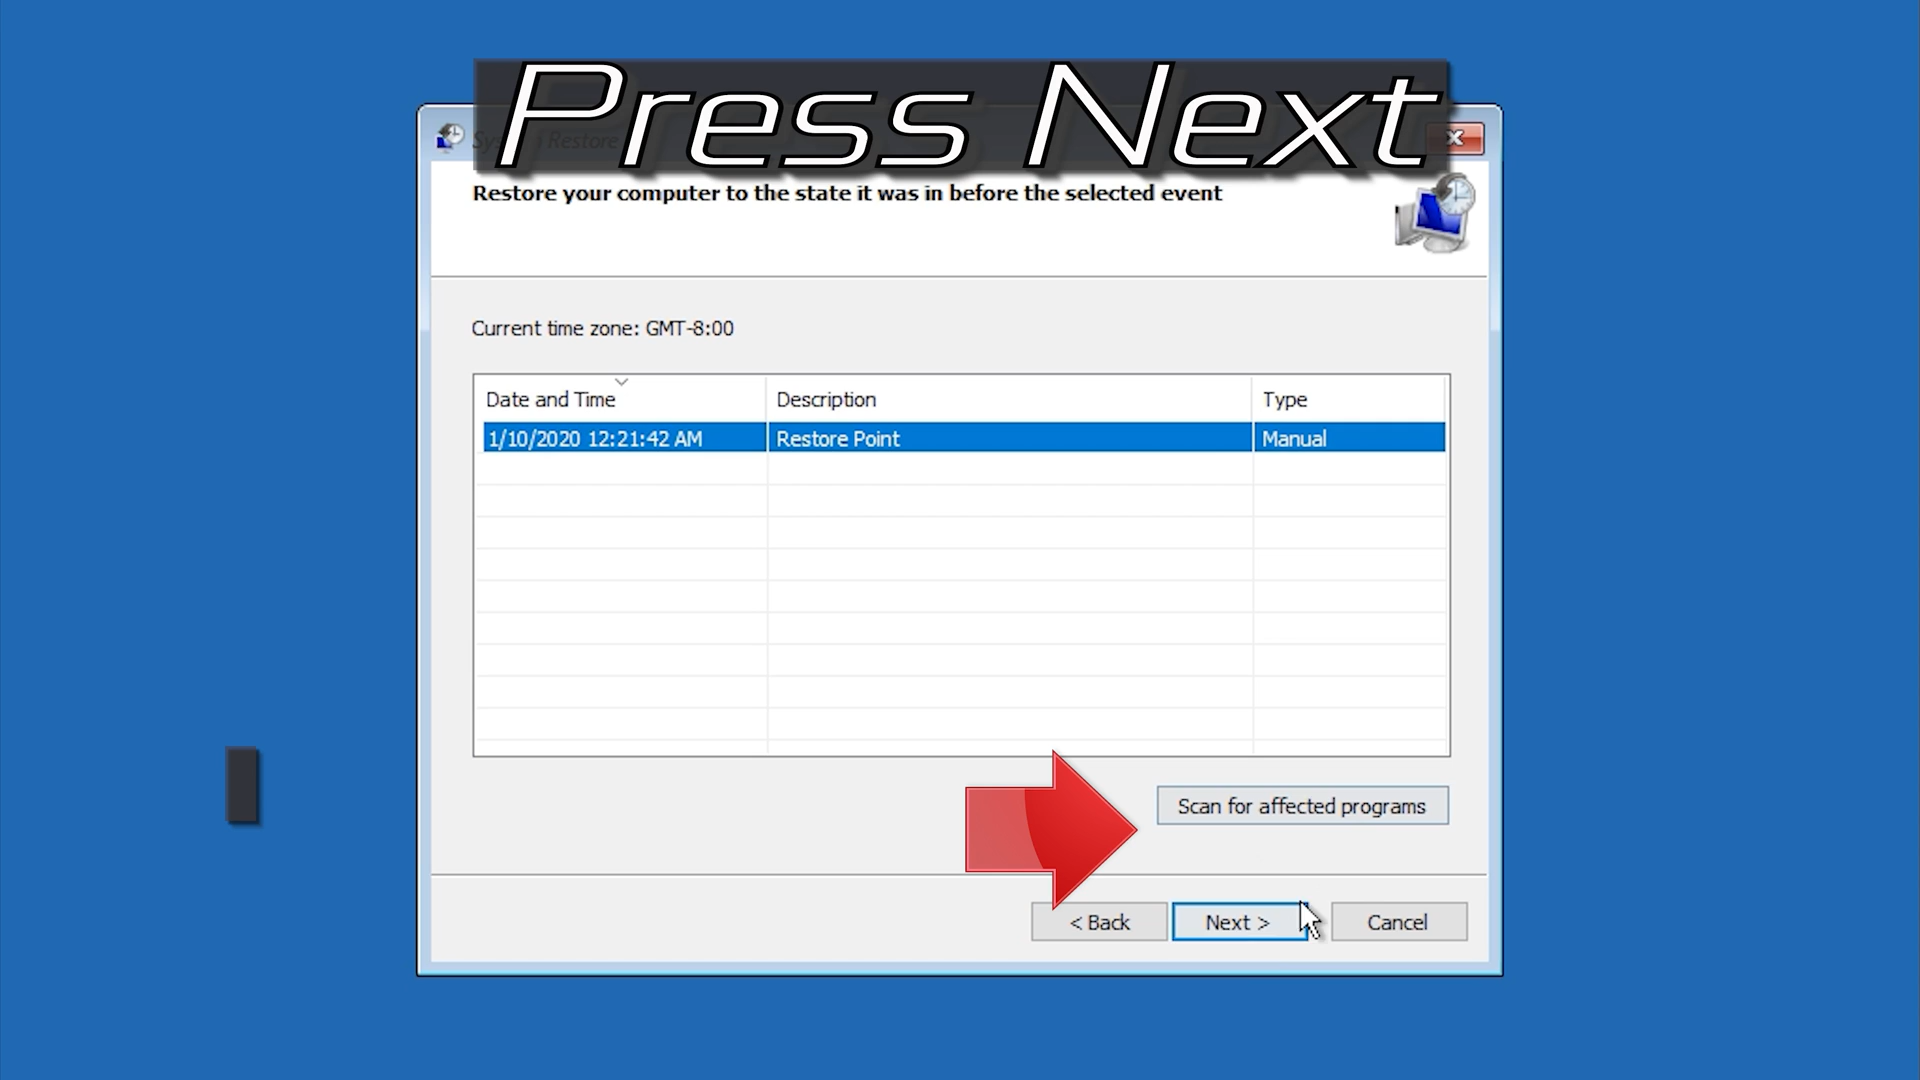 Press Next
System Restore
Restore your computer to the state it was in before the selected event
Current time zone: GMT-8:00
Date and Time Description Type
1/10/2020 12:21:42 AM Restore Point Manual
Scan for affected programs
< Back Next > Cancel